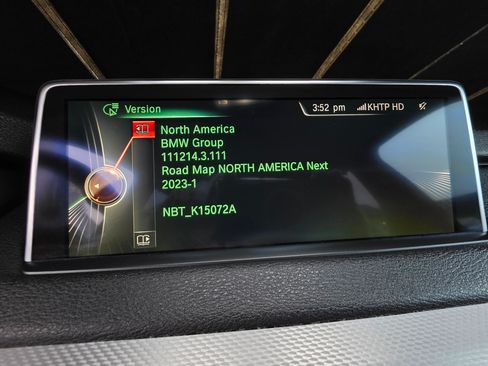 Version
3:52 pm
KHTP HD
North America
BMW Group
111214.3.111
Road Map NORTH AMERICA Next
2023-1
NBT_K15072A